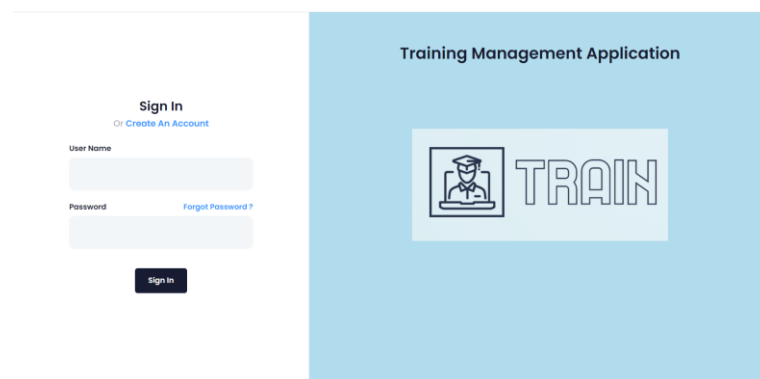 Training Management Application
Sign In
Or Create An Account
User Name
Password Forgot Password ?
Sign In
TRAIN